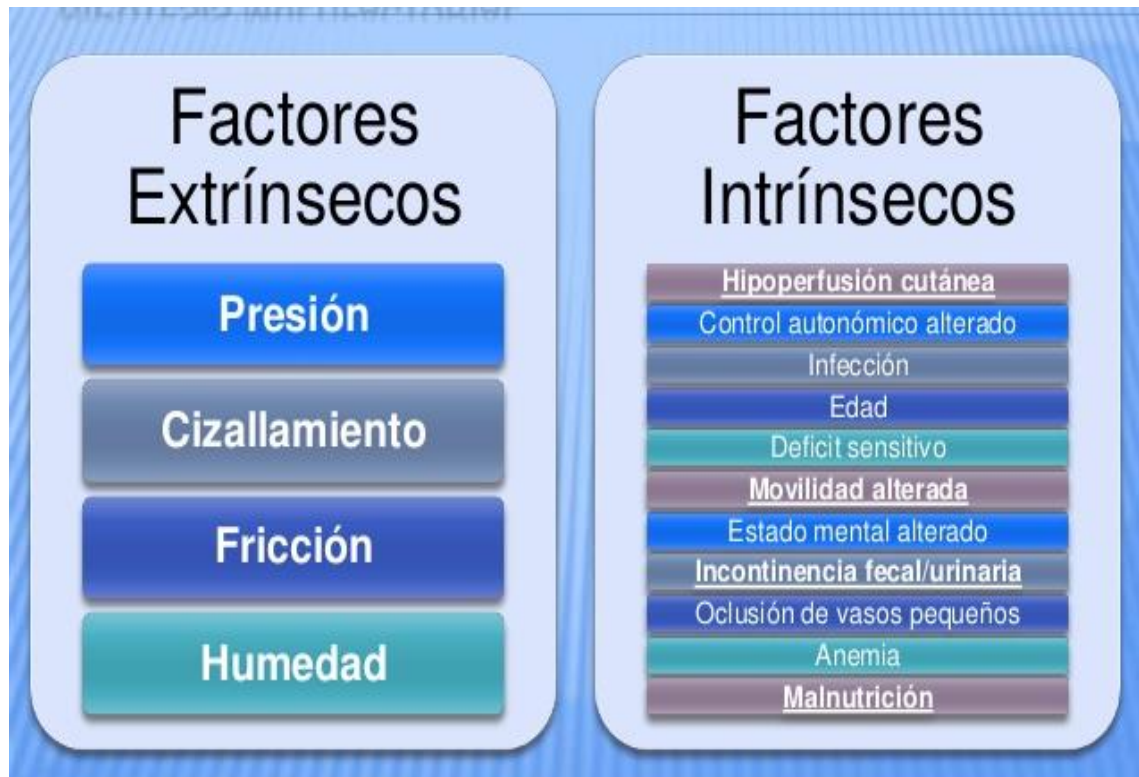 Factores
Extrínsecos
Presión
Cizallamiento
Fricción
Humedad
Factores
Intrínsecos
Hipoperfusión cutánea
Control autonómico alterado
Infección
Edad
Deficit sensitivo
Movilidad alterada
Estado mental alterado
Incontinencia fecal/urinaria
Oclusión de vasos pequeños
Anemia
Malnutrición